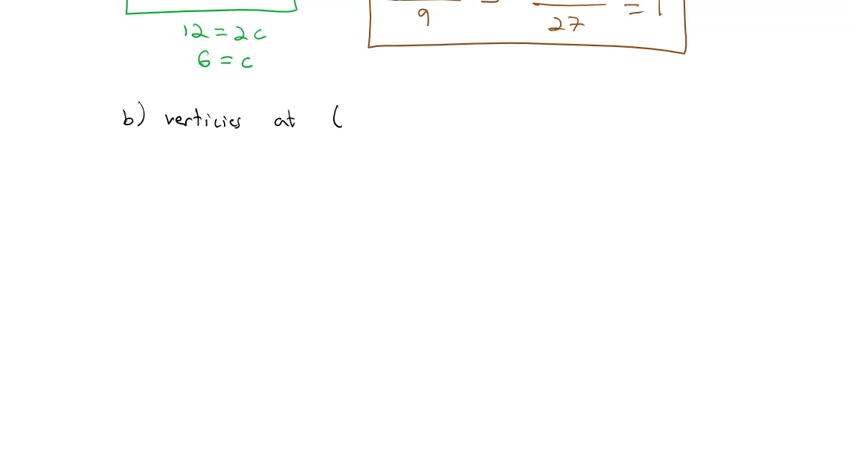 12 = 2c
6 = c
9 - 27 = 1
b) verticies at (